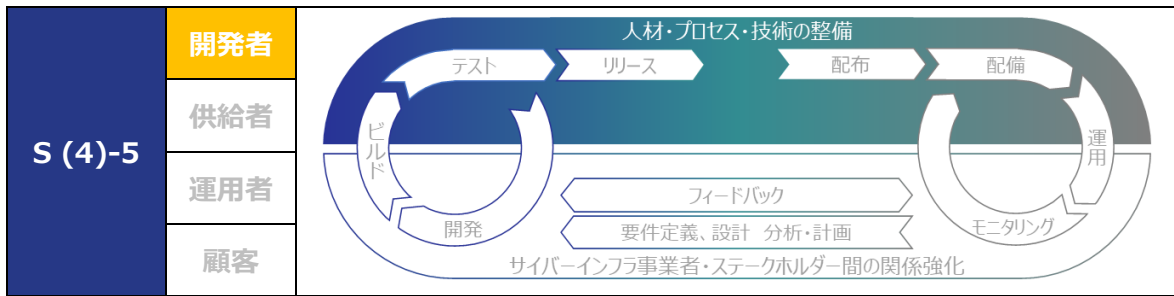 S (4)-5
開発者
供給者
運用者
顧客
人材・プロセス・技術の整備
テスト
リリース
配布
配備
ビルド
運用
フィードバック
開発
要件定義、設計 分析・計画
モニタリング
サイバーインフラ事業者・ステークホルダー間の関係強化